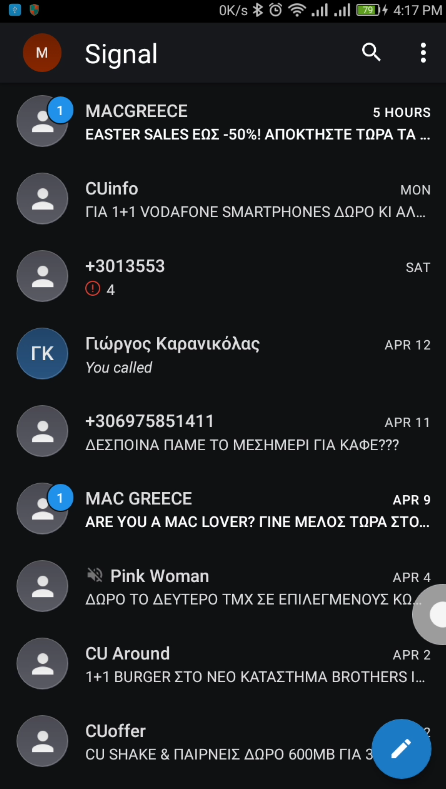 0K/s 79 4:17 PM
M Signal
1 MACGREECE 5 HOURS
EASTER SALES ΕΩΣ -50%! ΑΠΟΚΤΗΣΤΕ ΤΩΡΑ ΤΑ ...
CUinfo MON
ΓΙΑ 1+1 VODAFONE SMARTPHONES ΔΩΡΟ ΚΙ ΑΛ...
+3013553 SAT
4
ΓΚ Γιώργος Καρανικόλας APR 12
You called
+306975851411 APR 11
ΔΕΣΠΟΙΝΑ ΠΑΜΕ ΤΟ ΜΕΣΗΜΕΡΙ ΓΙΑ ΚΑΦΕ???
1 MAC GREECE APR 9
ARE YOU A MAC LOVER? ΓΙΝΕ ΜΕΛΟΣ ΤΩΡΑ ΣΤΟ...
Pink Woman APR 4
ΔΩΡΟ ΤΟ ΔΕΥΤΕΡΟ ΤΜΧ ΣΕ ΕΠΙΛΕΓΜΕΝΟΥΣ ΚΩ...
CU Around APR 2
1+1 BURGER ΣΤΟ ΝΕΟ ΚΑΤΑΣΤΗΜΑ BROTHERS I...
CUoffer 2
CU SHAKE & ΠΑΙΡΝΕΙΣ ΔΩΡΟ 600MB ΓΙΑ 3